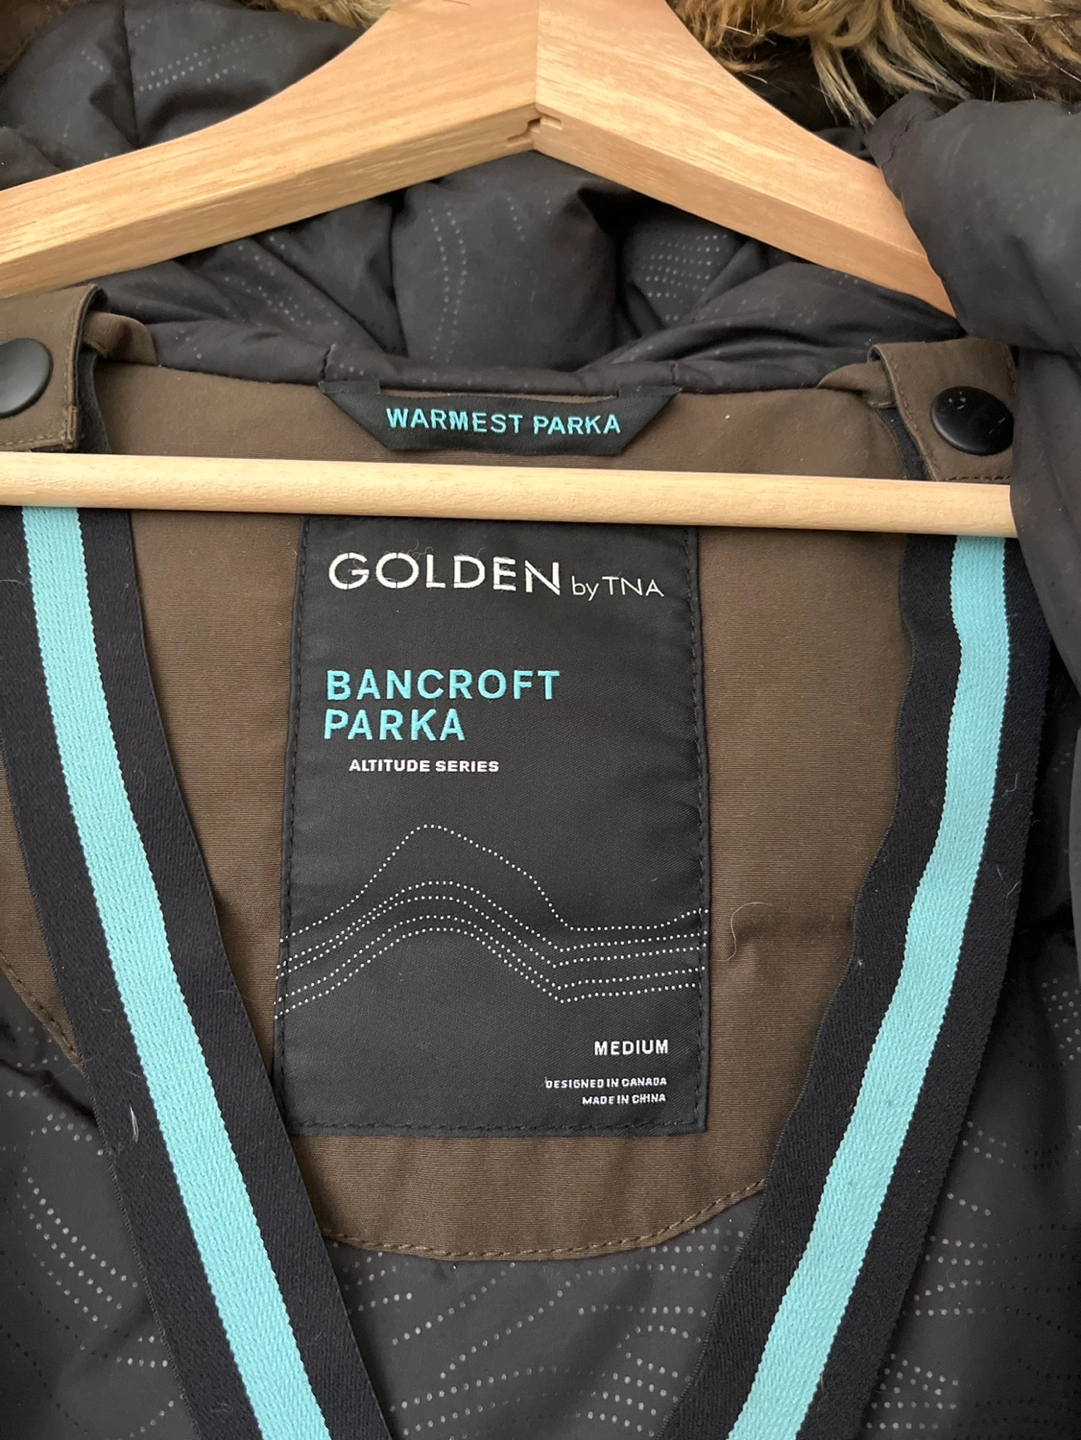 WARMEST PARKA
GOLDEN by TNA
BANCROFT
PARKA
ALTITUDE SERIES
MEDIUM
DESIGNED IN CANADA
MADE IN CHINA